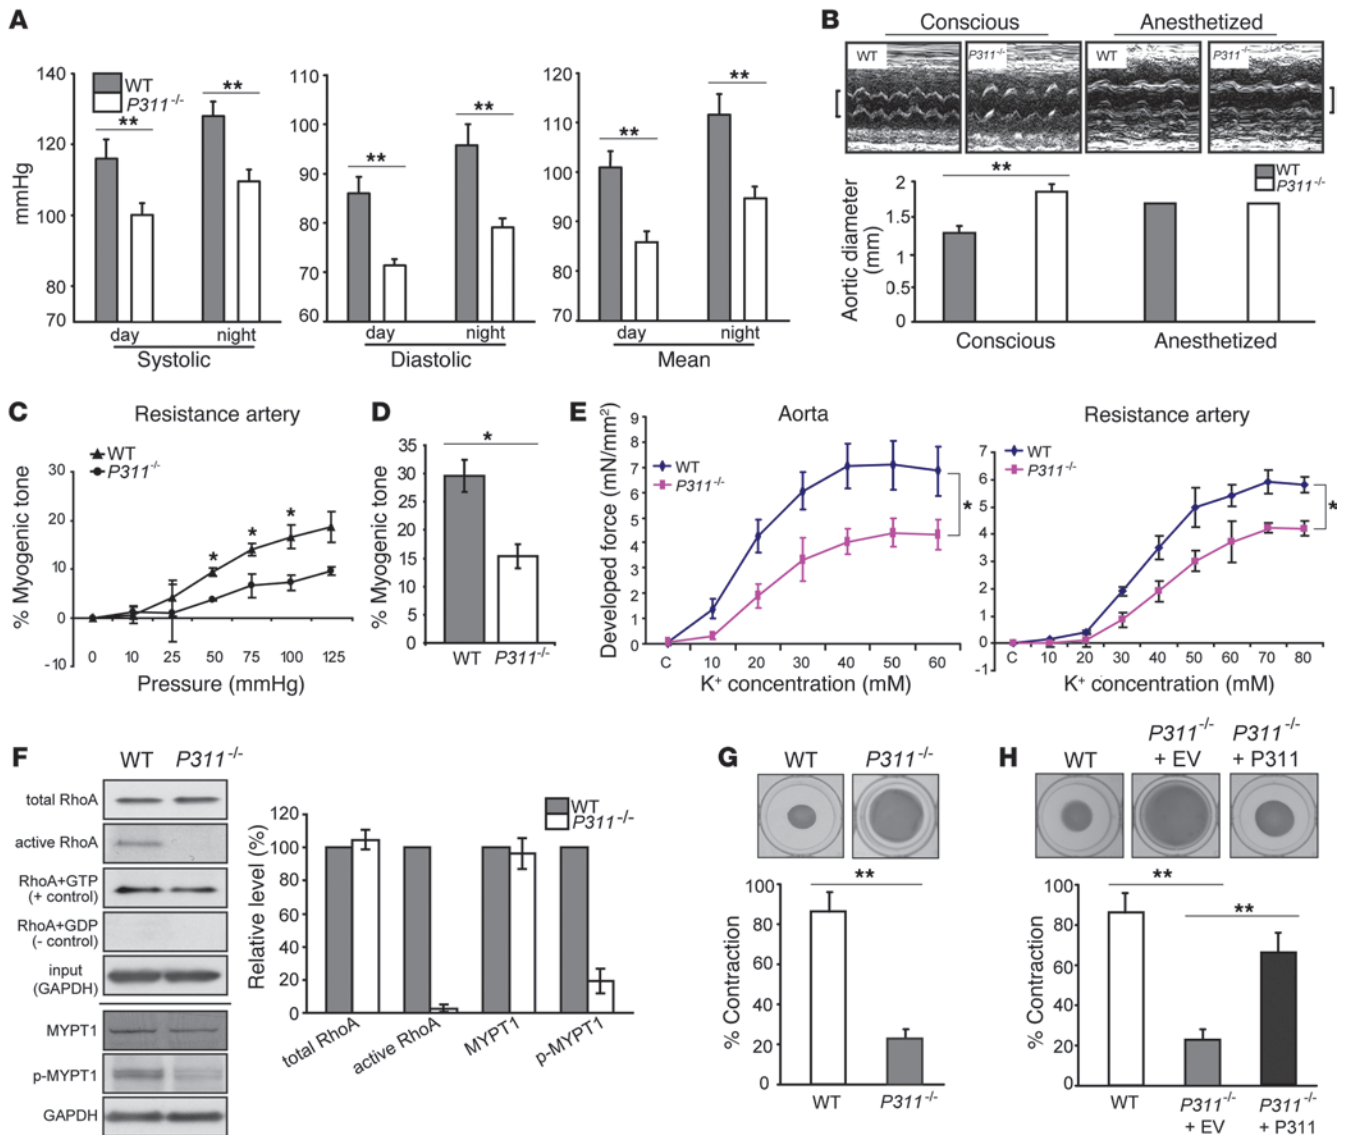 A
mmHg
140
120
100
80
70
WT
P311-/-
**
**
day
night
Systolic
110
100
90
80
70
60
**
**
day
night
Diastolic
120
110
100
90
80
70
**
**
day
night
Mean
B
Conscious
Anesthetized
WT
P311-/-
WT
P311-/-
Aortic diameter
(mm)
2
1.5
1
0.5
0
**
WT
P311-/-
Conscious
Anesthetized
C
Resistance artery
WT
P311-/-
% Myogenic tone
30
20
10
0
-10
*
*
*
0 10 25 50 75 100 125
Pressure (mmHg)
D
% Myogenic tone
35
30
25
20
15
10
5
0
*
WT P311-/-
E
Aorta
Developed force (mN/mm²)
9
8
7
6
5
4
3
2
1
0
WT
P311-/-
*
C 10 20 30 40 50 60
K+ concentration (mM)
Resistance artery
7
6
5
4
3
2
1
0
-1
WT
P311-/-
*
C 10 20 30 40 50 60 70 80
K+ concentration (mM)
F
WT P311-/-
total RhoA
active RhoA
RhoA+GTP
(+ control)
RhoA+GDP
(- control)
input
(GAPDH)
MYPT1
p-MYPT1
GAPDH
Relative level (%)
120
100
80
60
40
20
0
WT
P311-/-
total RhoA
active RhoA
MYPT1
p-MYPT1
G
WT P311-/-
% Contraction
100
80
60
40
20
0
**
WT P311-/-
H
WT
P311-/-
+ EV
P311-/-
+ P311
% Contraction
100
80
60
40
20
0
**
**
WT
P311-/-
+ EV
P311-/-
+ P311